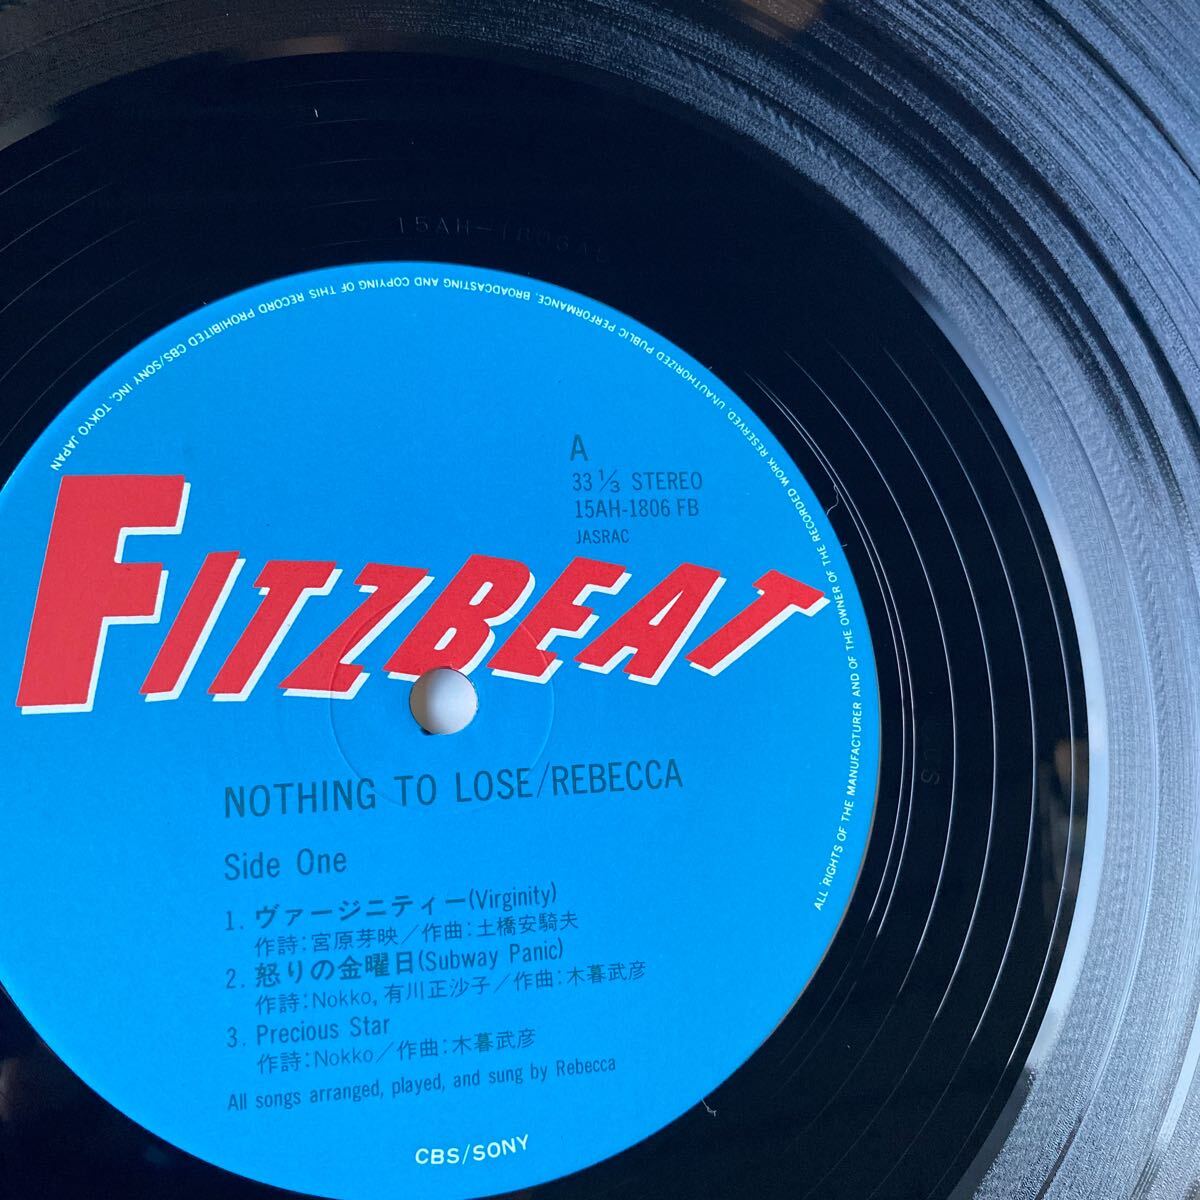 15AH-1806A
CBS/SONY INC. TOKYO JAPAN
ALL RIGHTS OF THE MANUFACTURER AND OF THE OWNER OF THE RECORDED WORK RESERVED. UNAUTHORIZED PUBLIC PERFORMANCE, BROADCASTING AND COPYING OF THIS RECORD PROHIBITED
A
33 1/3 STEREO
15AH-1806 FB
JASRAC
FITZBEAT
NOTHING TO LOSE/REBECCA
Side One
1. ヴァージニティー(Virginity)
作詩:宮原芽映/作曲:土橋安騎夫
2. 怒りの金曜日(Subway Panic)
作詩:Nokko, 有川正沙子/作曲:木暮武彦
3. Precious Star
作詩:Nokko/作曲:木暮武彦
All songs arranged, played, and sung by Rebecca
CBS/SONY